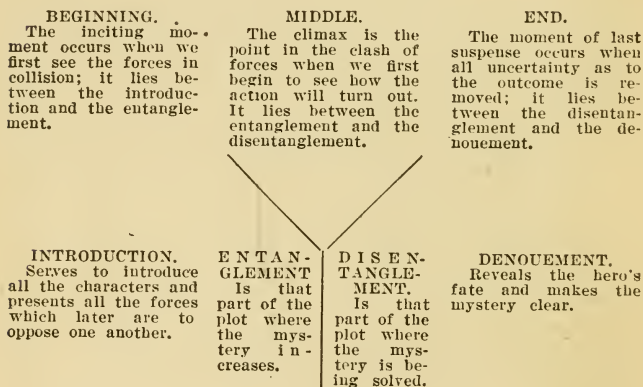 BEGINNING.
The inciting mo-
ment occurs when we
first see the forces in
collision; it lies be-
tween the introduc-
tion and the entangle-
ment.
MIDDLE.
The climax is the
point in the clash of
forces when we first
begin to see how the
action will turn out.
It lies between the
entanglement and the
disentanglement.
END.
The moment of last
suspense occurs when
all uncertainty as to
the outcome is re-
moved; it lies be-
tween the disentan-
glement and the de-
nouement.
INTRODUCTION.
Serves to introduce
all the characters and
presents all the forces
which later are to
oppose one another.
ENTAN-
GLEMENT
Is that
part of the
plot where
the mys-
tery in-
creases.
DISEN-
TANGLE-
MENT.
Is that
part of the
plot where
the mys-
tery is be-
ing solved.
DENOUEMENT.
Reveals the hero's
fate and makes the
mystery clear.